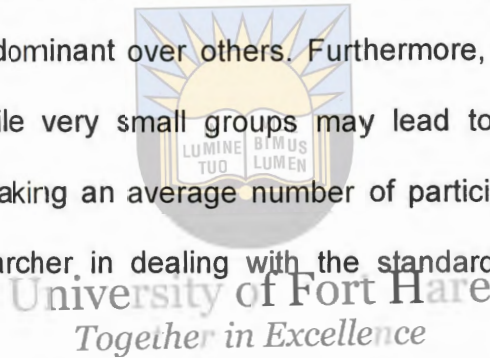 dominant over others. Furthermore,
ile very small groups may lead to
LUMINE BIMUS
TUO LUMEN
aking an average number of partici
archer in dealing with the standard
University of Fort Hare
Together in Excellence